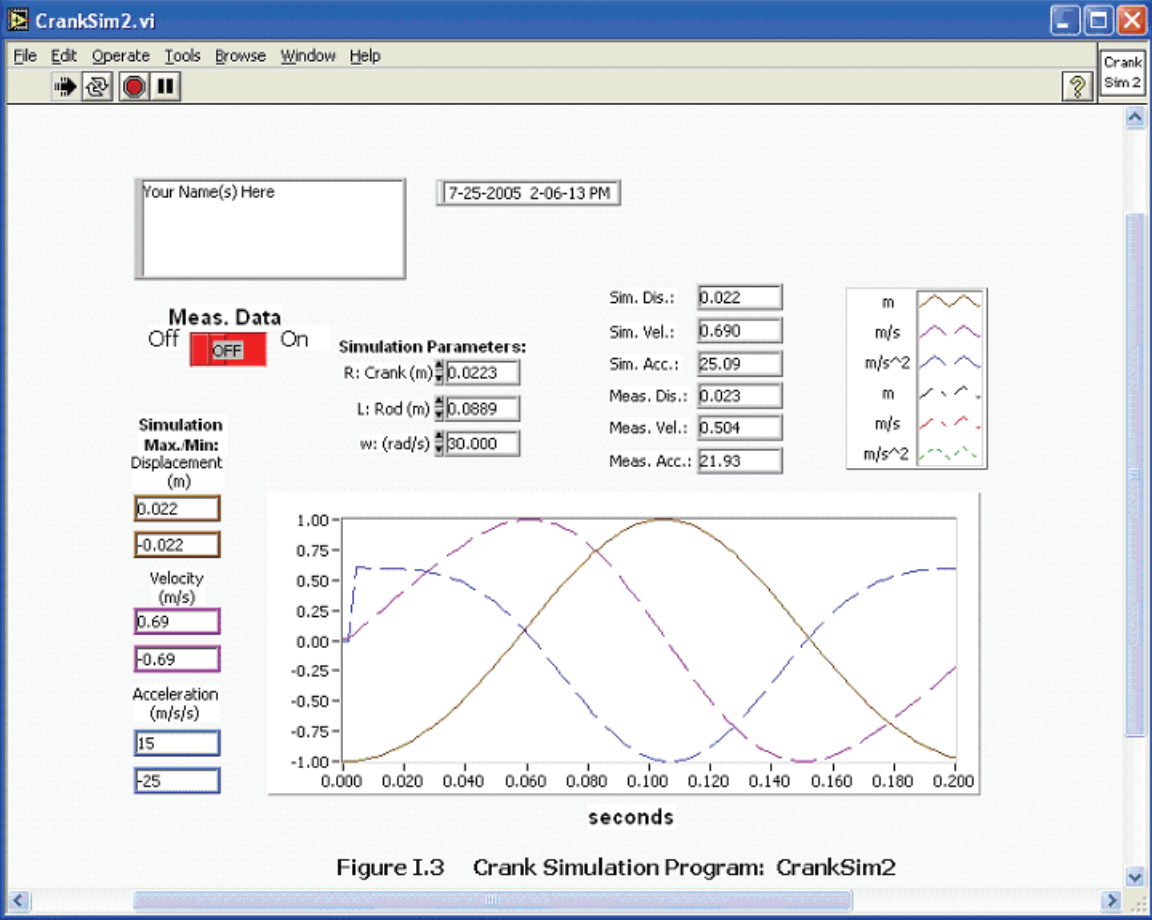 CrankSim2.vi
File Edit Operate Tools Browse Window Help
Crank
Sim 2
?
Your Name(s) Here
7-25-2005 2-06-13 PM
Meas. Data
Off OFF On
Simulation Parameters:
R: Crank (m) 0.0223
L: Rod (m) 0.0889
w: (rad/s) 30.000
Sim. Dis.: 0.022
Sim. Vel.: 0.690
Sim. Acc.: 25.09
Meas. Dis.: 0.023
Meas. Vel.: 0.504
Meas. Acc.: 21.93
m
m/s
m/s^2
m
m/s
m/s^2
Simulation
Max./Min:
Displacement
(m)
0.022
-0.022
Velocity
(m/s)
0.69
-0.69
Acceleration
(m/s/s)
15
-25
1.00
0.75
0.50
0.25
0.00
-0.25
-0.50
-0.75
-1.00
0.000 0.020 0.040 0.060 0.080 0.100 0.120 0.140 0.160 0.180 0.200
seconds
Figure I.3 Crank Simulation Program: CrankSim2